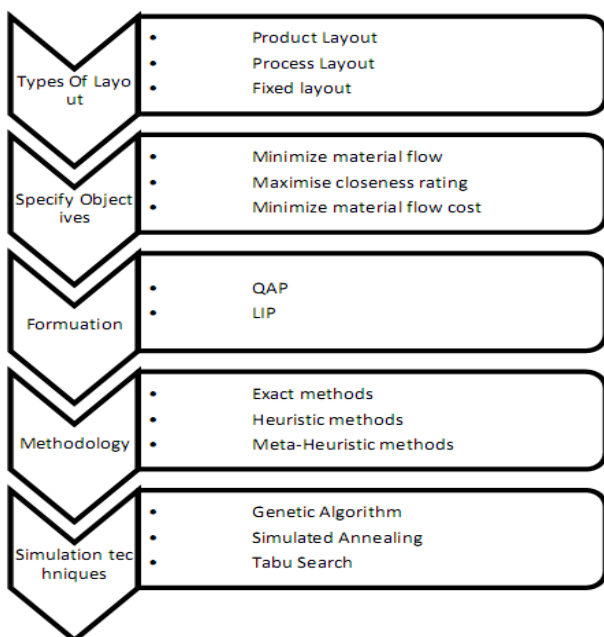 Types Of Layo
ut
• Product Layout
• Process Layout
• Fixed layout
Specify Object
ives
• Minimize material flow
• Maximise closeness rating
• Minimize material flow cost
Formuation
• QAP
• LIP
Methodology
• Exact methods
• Heuristic methods
• Meta-Heuristic methods
Simulation tec
hniques
• Genetic Algorithm
• Simulated Annealing
• Tabu Search